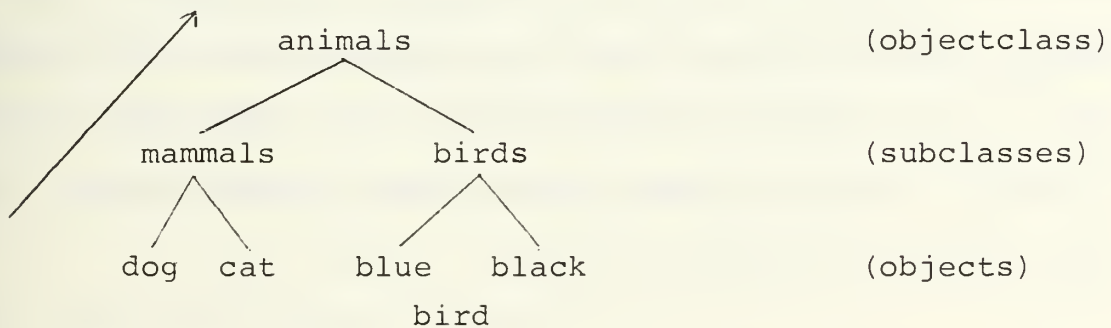 animals (objectclass)
mammals birds (subclasses)
dog cat blue black (objects)
bird